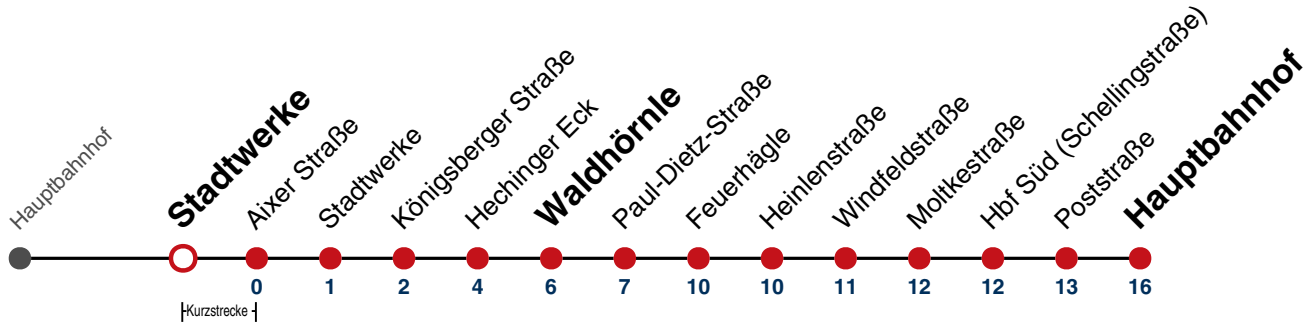 Hauptbahnhof
Stadtwerke
Aixer Straße
Stadtwerke
Königsberger Straße
Hechinger Eck
Waldhörnle
Paul-Dietz-Straße
Feuerhägle
Heinlenstraße
Windfeldstraße
Moltkestraße
Hbf Süd (Schellingstraße)
Poststraße
Hauptbahnhof
0 1 2 4 6 7 10 10 11 12 12 13 16
Kurzstrecke